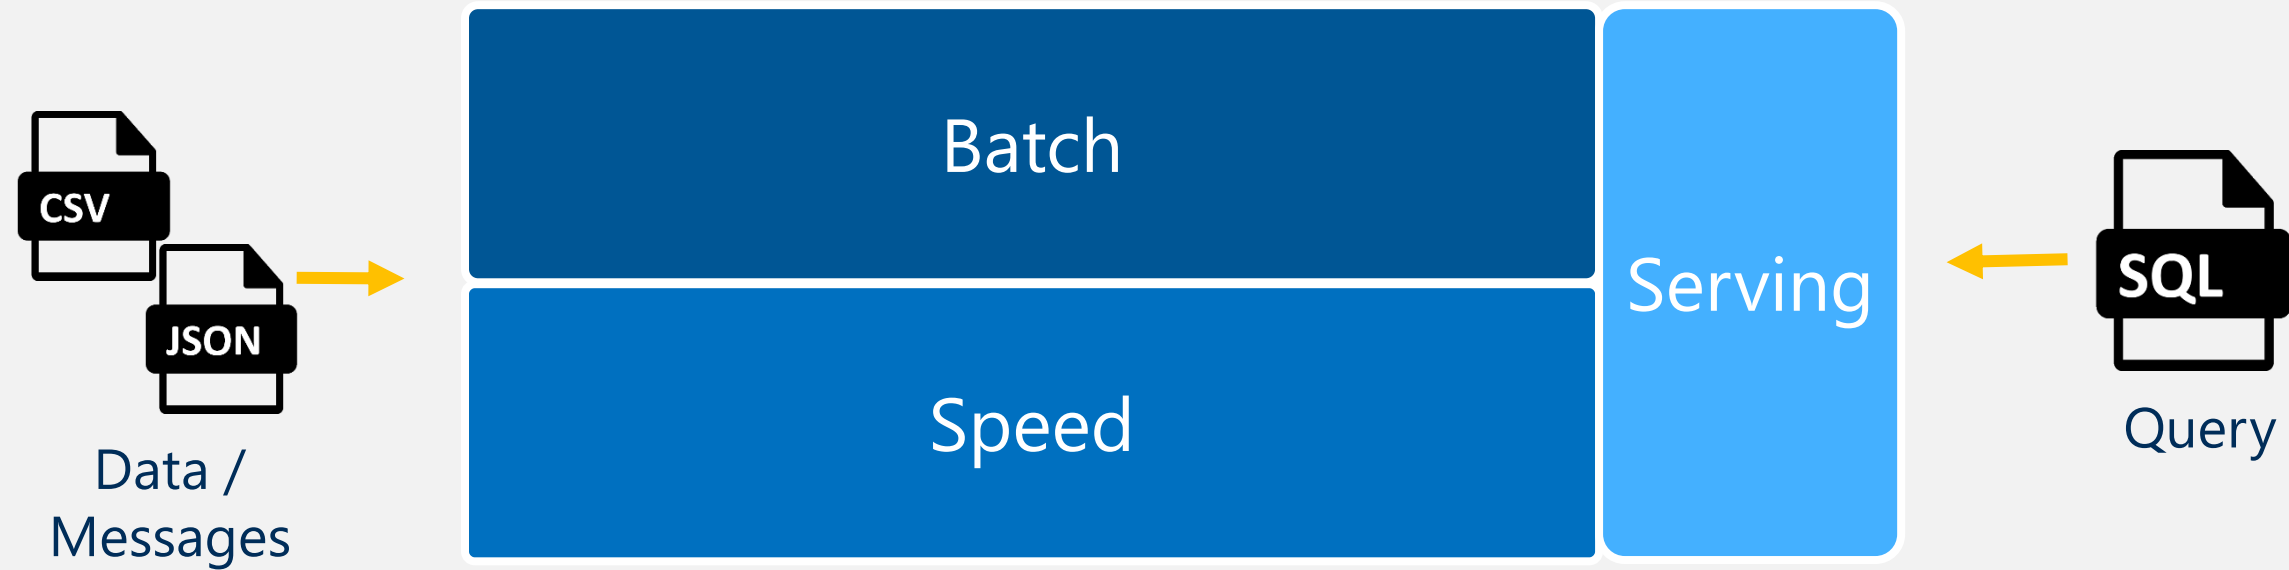 CSV
JSON
Data /
Messages
Batch
Speed
Serving
SQL
Query